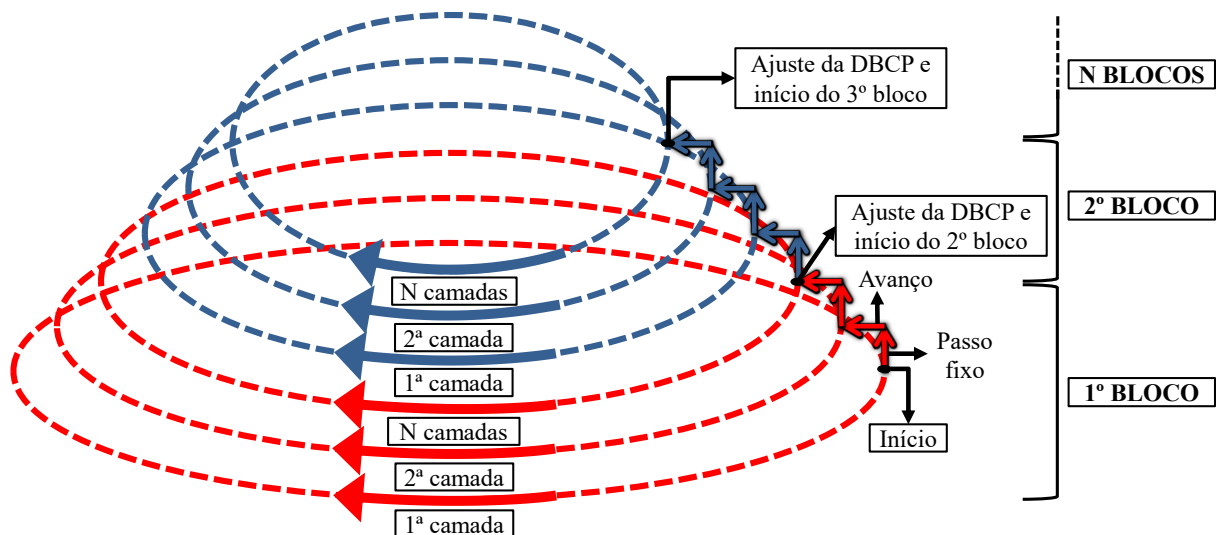 Ajuste da DBCP e
início do 3º bloco
N BLOCOS
2º BLOCO
Ajuste da DBCP e
início do 2º bloco
Avanço
Passo
fixo
1º BLOCO
Início
N camadas
2ª camada
1ª camada
N camadas
2ª camada
1ª camada